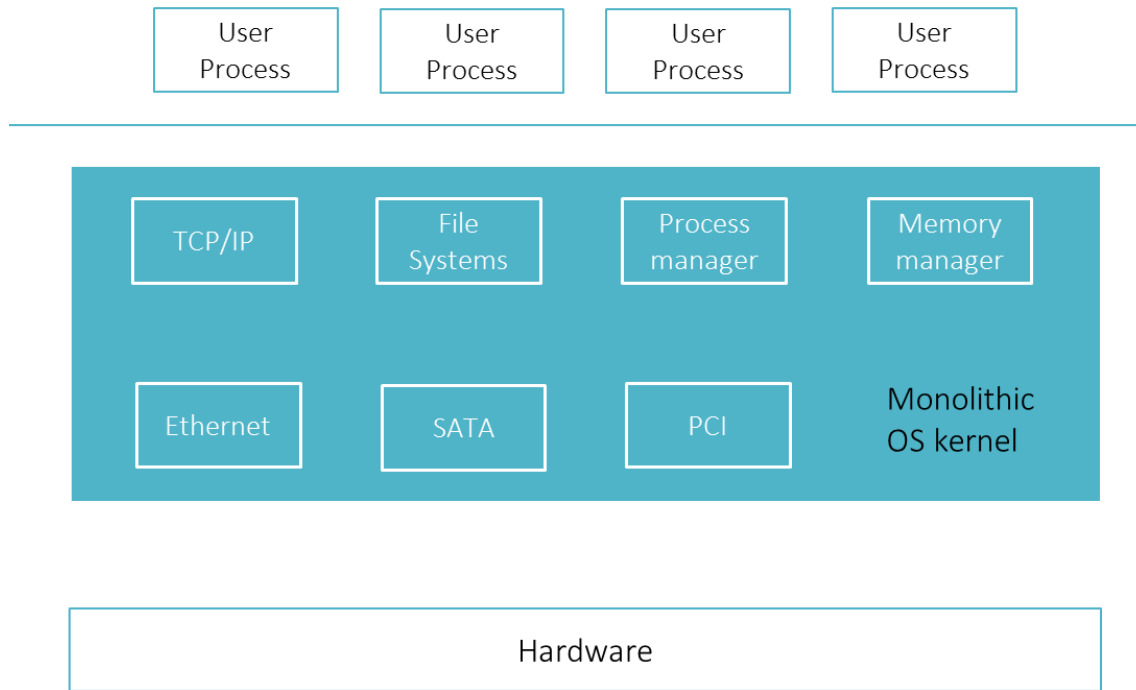 User
Process
User
Process
User
Process
User
Process
TCP/IP
File
Systems
Process
manager
Memory
manager
Ethernet
SATA
PCI
Monolithic
OS kernel
Hardware